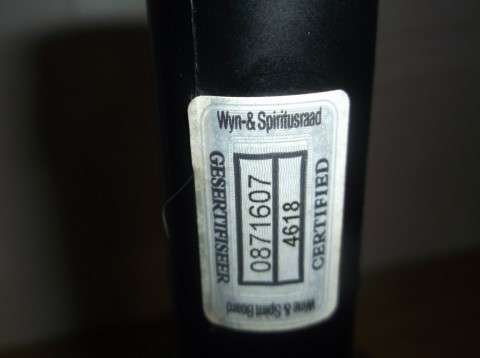 Wyn-& Spiritusraad
GESERTIFISEER
0871607
4618
CERTIFIED
Wine & Spirit Board